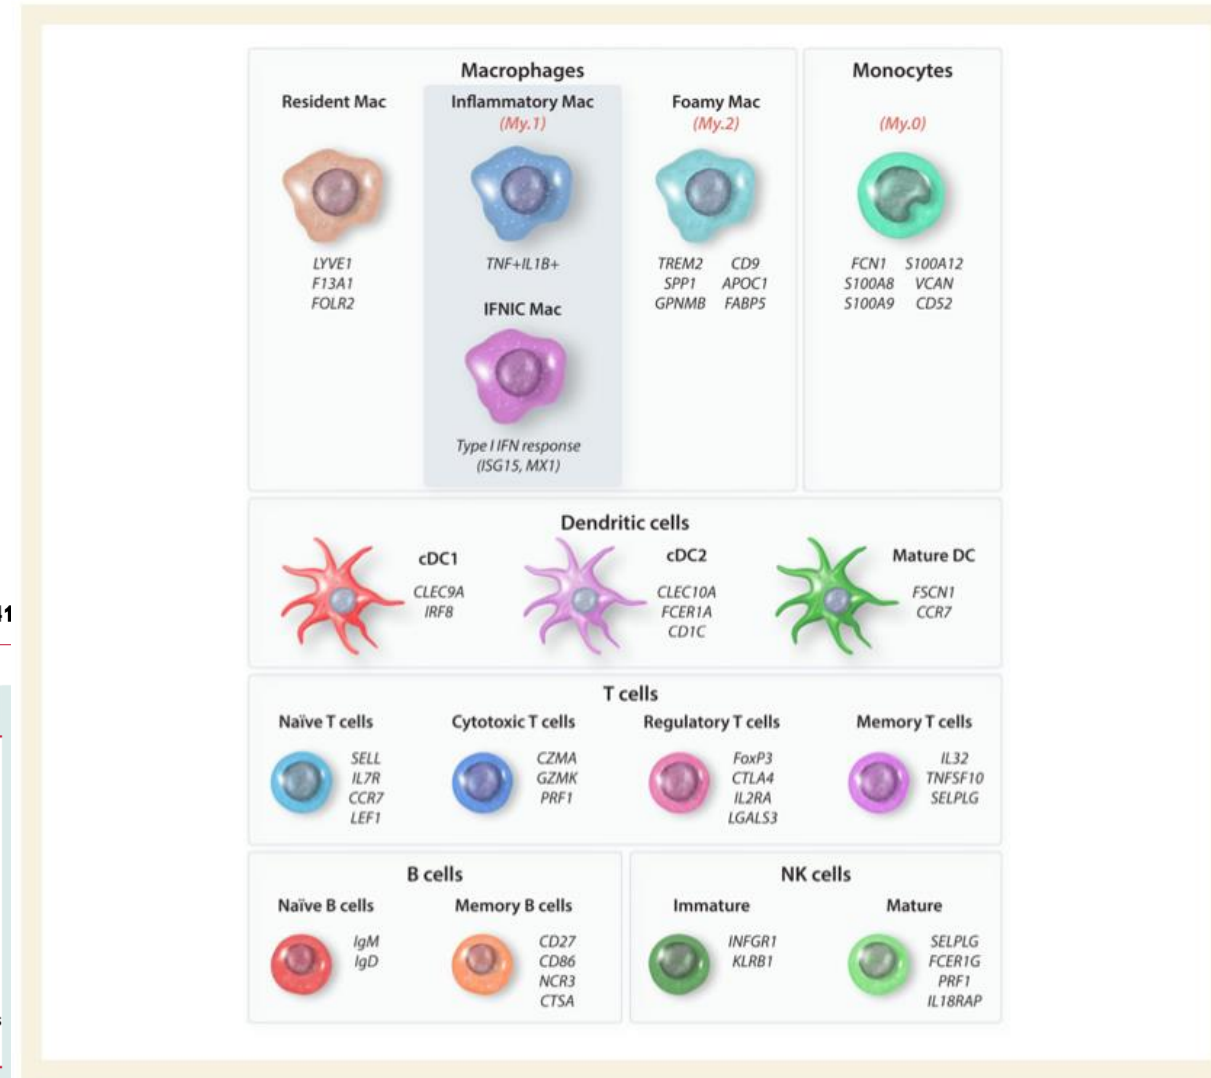 Macrophages
Resident Mac
LYVE1
F13A1
FOLR2
Inflammatory Mac
(My.1)
TNF+IL1B+
IFNIC Mac
Type I IFN response
(ISG15, MX1)
Foamy Mac
(My.2)
TREM2 CD9
SPP1 APOC1
GPNMB FABP5
Monocytes
(My.0)
FCN1 S100A12
S100A8 VCAN
S100A9 CD52
Dendritic cells
cDC1
CLEC9A
IRF8
cDC2
CLEC10A
FCER1A
CD1C
Mature DC
FSCN1
CCR7
T cells
Naïve T cells
SELL
IL7R
CCR7
LEF1
Cytotoxic T cells
CZMA
GZMK
PRF1
Regulatory T cells
FoxP3
CTLA4
IL2RA
LGALS3
Memory T cells
IL32
TNFSF10
SELPLG
B cells
Naïve B cells
IgM
IgD
Memory B cells
CD27
CD86
NCR3
CTSA
NK cells
Immature
INFGR1
KLRB1
Mature
SELPLG
FCER1G
PRF1
IL18RAP